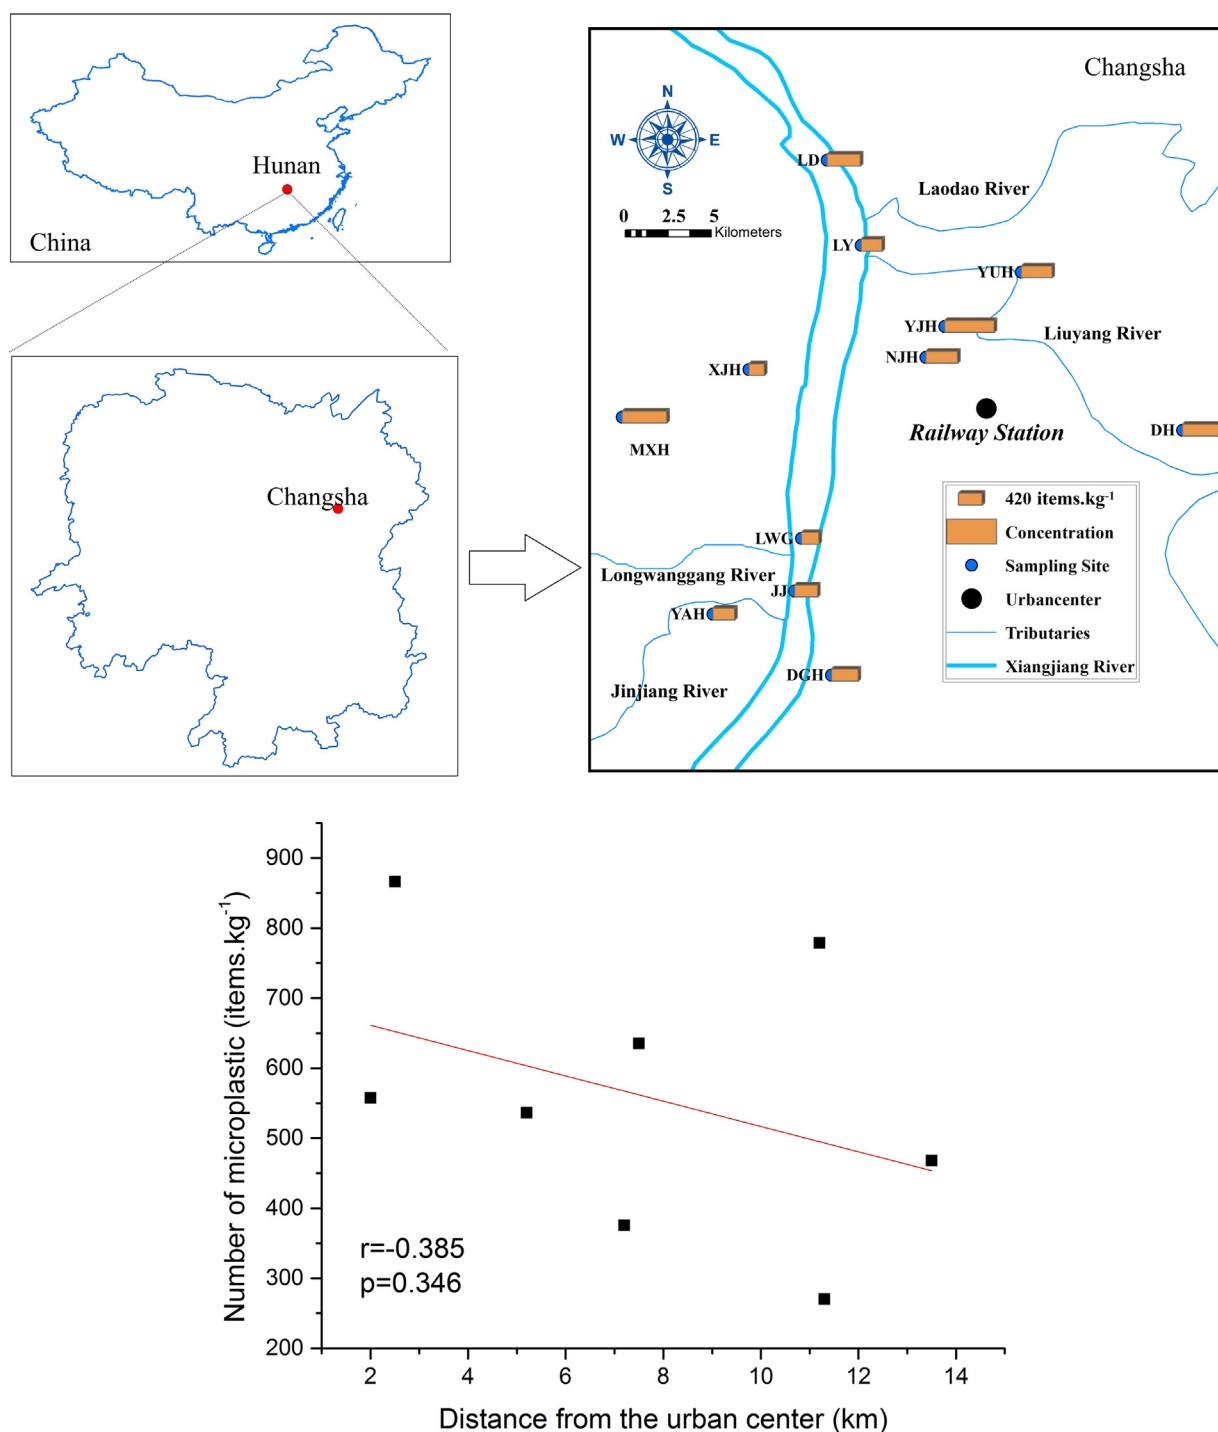 Hunan
China
Changsha
Changsha
N
W
E
S
0 2.5 5
Kilometers
LD
Laodao River
LY
YUH
YJH
Liuyang River
NJH
XJH
Railway Station
MXH
DH
LWG
Longwanggang River
JJ
YAH
DGH
Jinjiang River
420 items.kg⁻¹
Concentration
Sampling Site
Urbancenter
Tributaries
Xiangjiang River
Number of microplastic (items.kg⁻¹)
900
800
700
600
500
400
300
200
r=-0.385
p=0.346
2 4 6 8 10 12 14
Distance from the urban center (km)